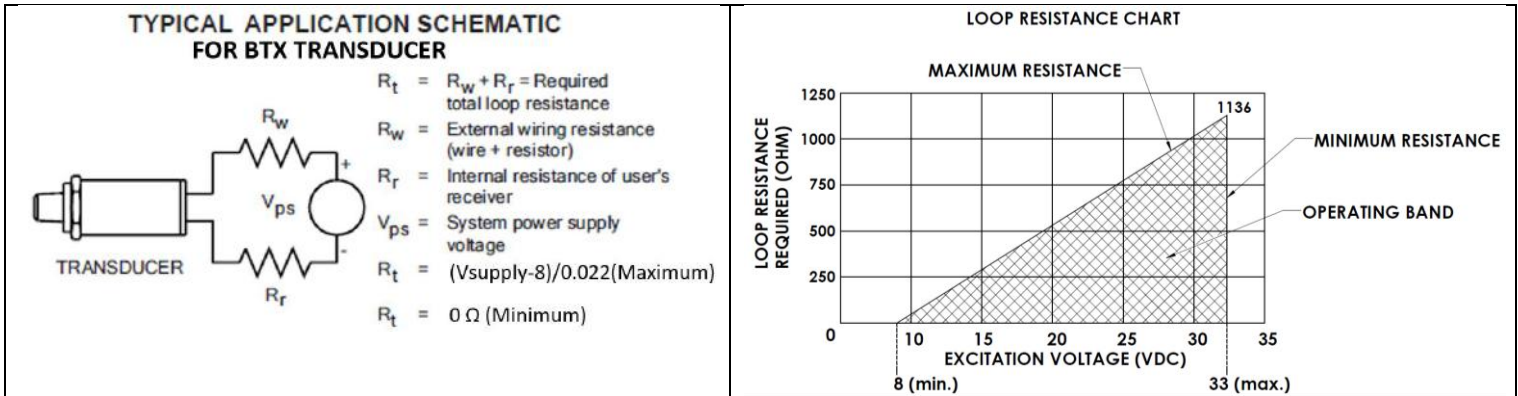 TYPICAL APPLICATION SCHEMATIC
FOR BTX TRANSDUCER
Rt = Rw + Rr = Required
total loop resistance
Rw = External wiring resistance
(wire + resistor)
Rr = Internal resistance of user's
receiver
Vps = System power supply
voltage
Rt = (Vsupply-8)/0.022(Maximum)
Rt = 0 Ω (Minimum)
Rw
+
Vps
-
TRANSDUCER
Rr
LOOP RESISTANCE CHART
MAXIMUM RESISTANCE
1250
1136
1000
MINIMUM RESISTANCE
750
OPERATING BAND
500
250
0
LOOP RESISTANCE
REQUIRED (OHM)
10 15 20 25 30 35
EXCITATION VOLTAGE (VDC)
8 (min.) 33 (max.)